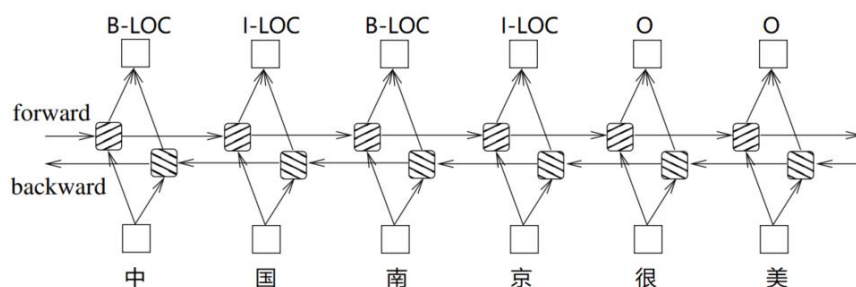 B-LOC I-LOC B-LOC I-LOC O O
forward
backward
中 国 南 京 很 美